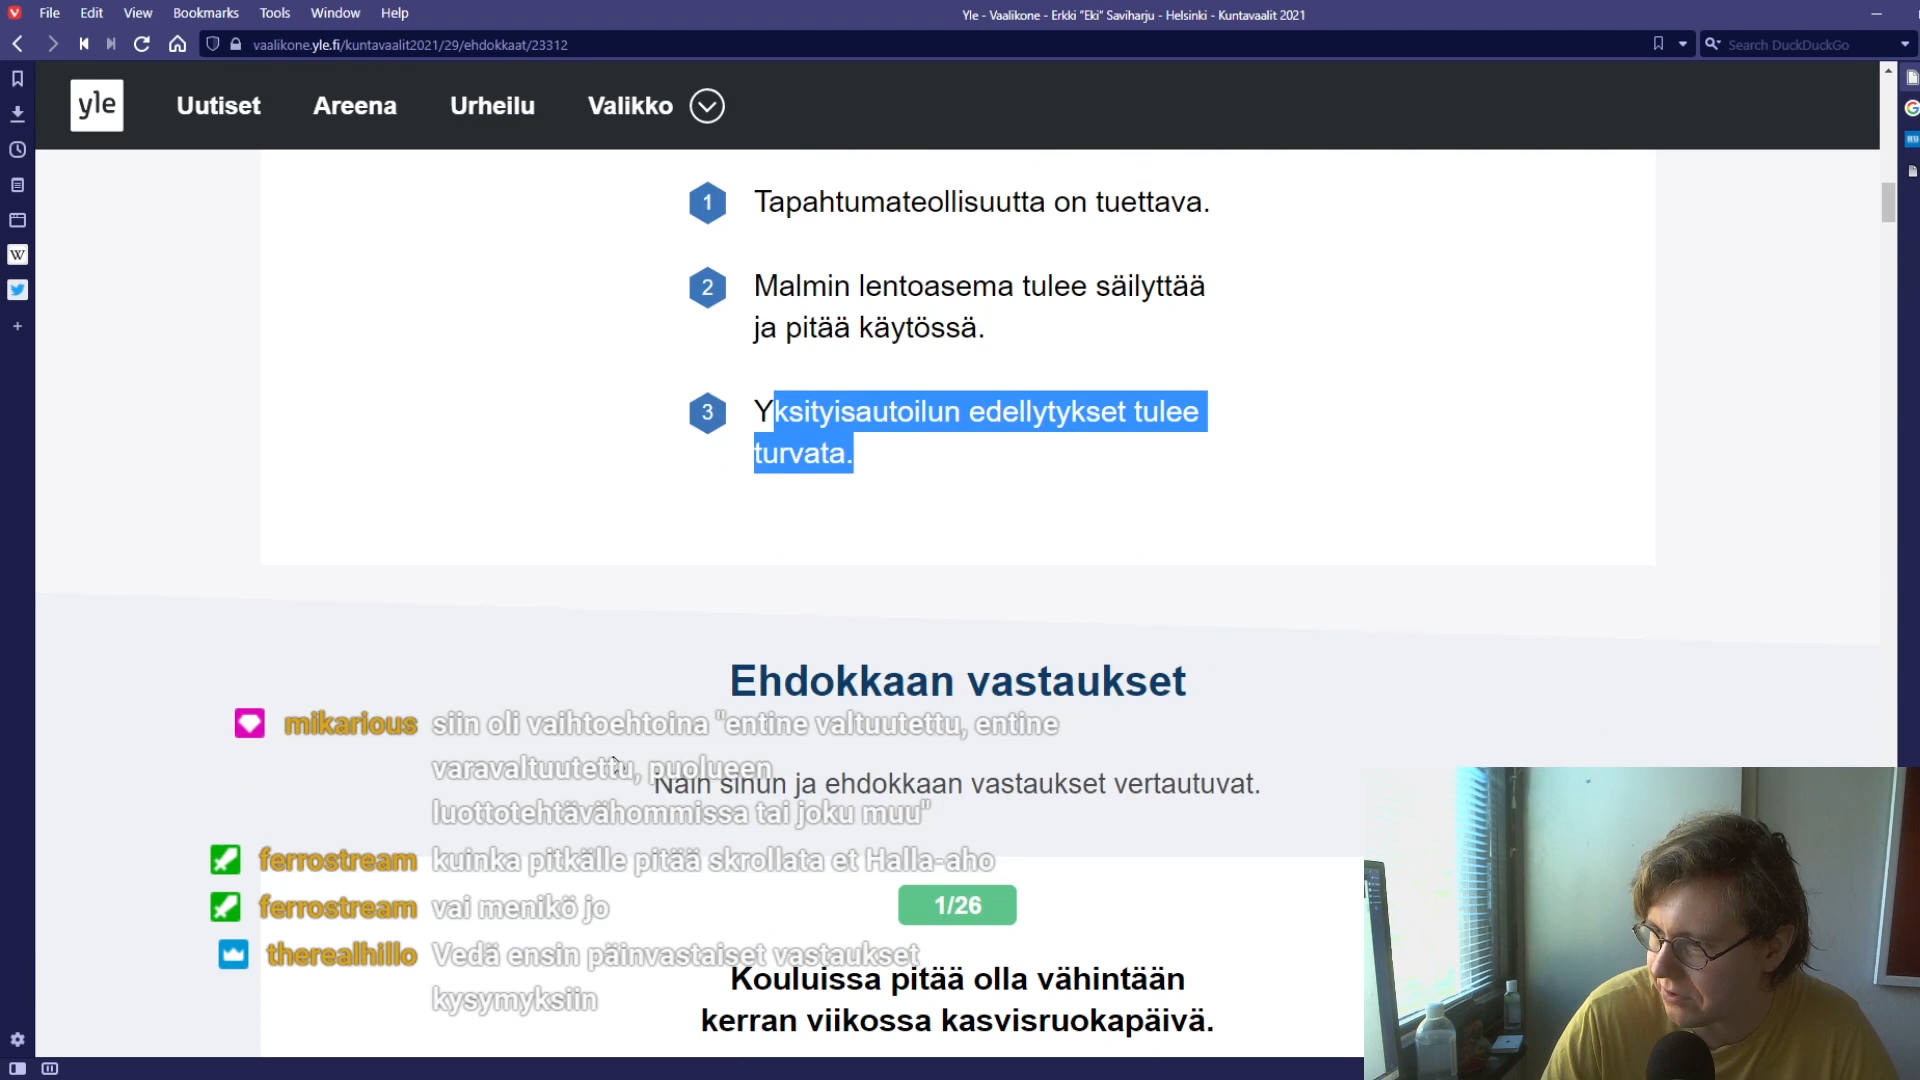 File Edit View Bookmarks Tools Window Help
Yle - Vaalikone - Erkki "Eki" Saviharju - Helsinki - Kuntavaalit 2021
vaalikone.yle.fi/kuntavaalit2021/29/ehdokkaat/23312
Search DuckDuckGo
yle Uutiset Areena Urheilu Valikko
1 Tapahtumateollisuutta on tuettava.
2 Malmin lentoasema tulee säilyttää
ja pitää käytössä.
3 Yksityisautoilun edellytykset tulee
turvata.
W
Ehdokkaan vastaukset
mikarious siin oli vaihtoehtoina "entine valtuutettu, entine
varavaltuutettu, puolueen
Näin sinun ja ehdokkaan vastaukset vertautuvat.
luottotehtävähommissa tai joku muu"
ferrostream kuinka pitkälle pitää skrollata et Halla-aho
ferrostream vai menikö jo
1/26
therealhillo Vedä ensin päinvastaiset vastaukset
kysymyksiin
Kouluissa pitää olla vähintään
kerran viikossa kasvisruokapäivä.